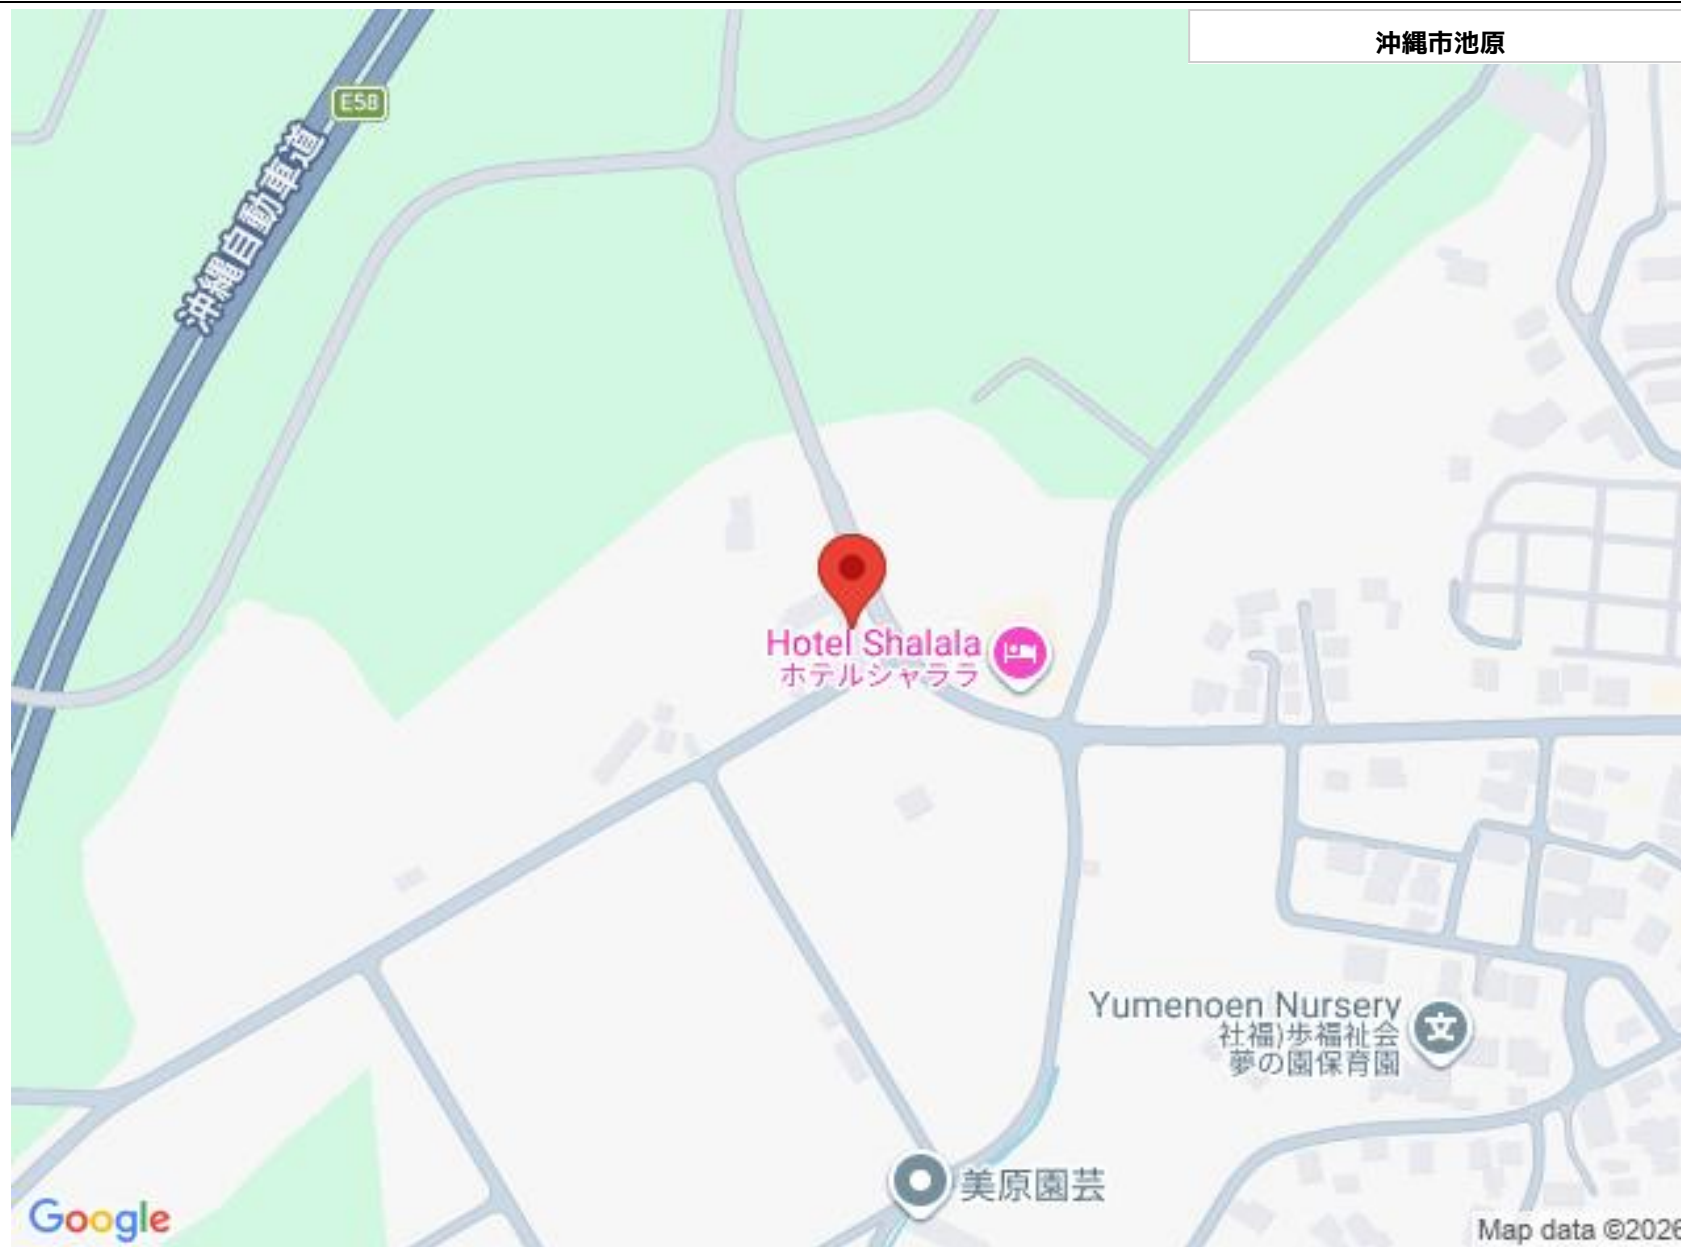 沖縄市池原
E58
沖縄自動車道
Hotel Shalala
ホテルシャララ
Yumenoen Nursery
社福)歩福祉会
夢の園保育園
美原園芸
Google
Map data ©2026